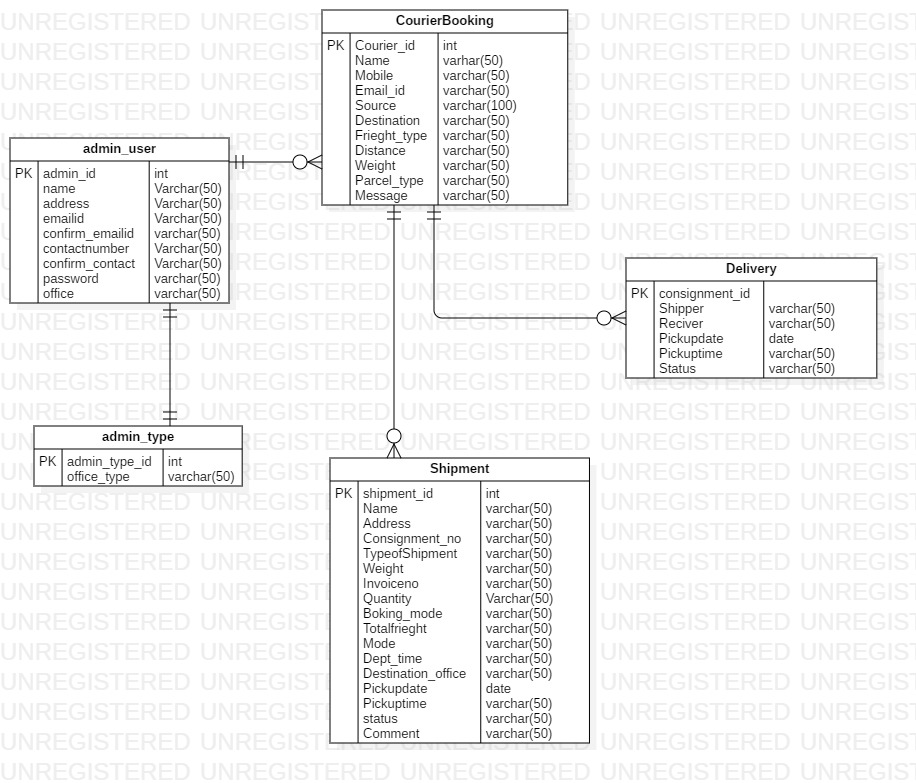 CourierBooking
PK Courier_id int
Name varhar(50)
Mobile varchar(50)
Email_id varchar(50)
Source varchar(100)
Destination varchar(50)
Frieght_type varchar(50)
Distance varchar(50)
Weight varchar(50)
Parcel_type varchar(50)
Message varchar(50)
admin_user
PK admin_id int
name Varchar(50)
address Varchar(50)
emailid Varchar(50)
confirm_emailid varchar(50)
contactnumber Varchar(50)
confirm_contact Varchar(50)
password varchar(50)
office varchar(50)
Delivery
PK consignment_id
Shipper varchar(50)
Reciver varchar(50)
Pickupdate date
Pickuptime varchar(50)
Status varchar(50)
admin_type
PK admin_type_id int
office_type varchar(50)
Shipment
PK shipment_id int
Name varchar(50)
Address varchar(50)
Consignment_no varchar(50)
TypeofShipment varchar(50)
Weight varchar(50)
Invoiceno varchar(50)
Quantity Varchar(50)
Boking_mode varchar(50)
Totalfrieght varchar(50)
Mode varchar(50)
Dept_time varchar(50)
Destination_office varchar(50)
Pickupdate date
Pickuptime varchar(50)
status varchar(50)
Comment varchar(50)
UNREGISTERED